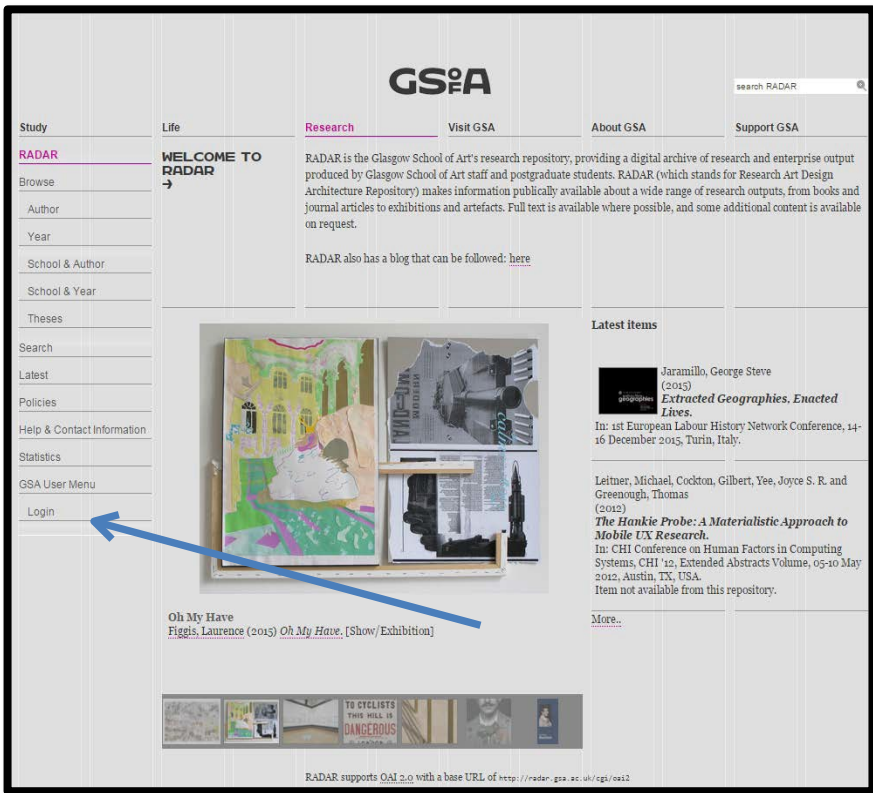 GSOFA
search RADAR
Study
Life
Research
Visit GSA
About GSA
Support GSA
RADAR
Browse
Author
Year
School & Author
School & Year
Theses
Search
Latest
Policies
Help & Contact Information
Statistics
GSA User Menu
Login
WELCOME TO
RADAR
RADAR is the Glasgow School of Art's research repository, providing a digital archive of research and enterprise output
produced by Glasgow School of Art staff and postgraduate students. RADAR (which stands for Research Art Design
Architecture Repository) makes information publically available about a wide range of research outputs, from books and
journal articles to exhibitions and artefacts. Full text is available where possible, and some additional content is available
on request.
RADAR also has a blog that can be followed: here
Oh My Have
Figgis, Laurence (2015) Oh My Have. [Show/Exhibition]
TO CYCLISTS
THIS HILL IS
DANGEROUS
Latest items
geographies
Jaramillo, George Steve
(2015)
Extracted Geographies, Enacted
Lives.
In: 1st European Labour History Network Conference, 14-
16 December 2015, Turin, Italy.
Leitner, Michael, Cockton, Gilbert, Yee, Joyce S. R. and
Greenough, Thomas
(2012)
The Hankie Probe: A Materialistic Approach to
Mobile UX Research.
In: CHI Conference on Human Factors in Computing
Systems, CHI '12, Extended Abstracts Volume, 05-10 May
2012, Austin, TX, USA.
Item not available from this repository.
More..
RADAR supports OAI 2.0 with a base URL of http://radar.gsa.ac.uk/cgi/oai2